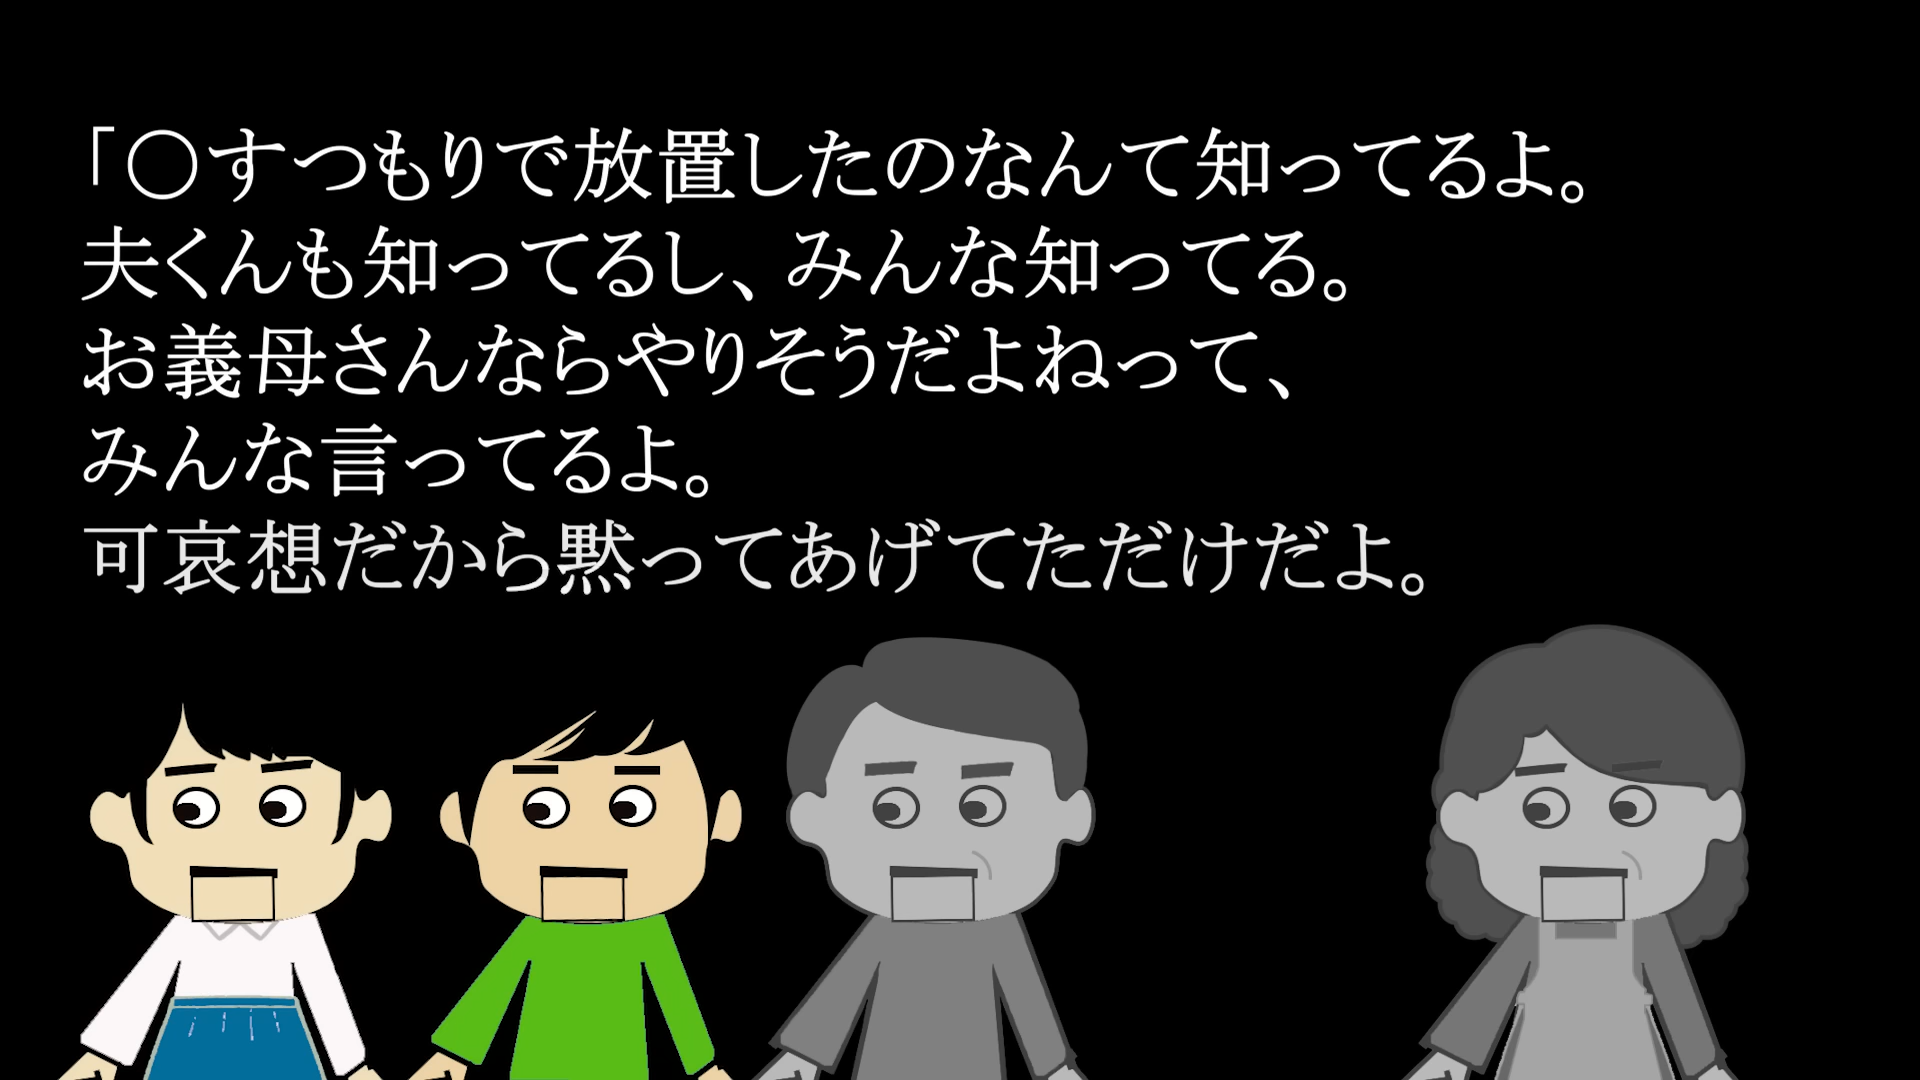 「〇すつもりで放置したのなんて知ってるよ。
夫くんも知ってるし、みんな知ってる。
お義母さんならやりそうだよねって、
みんな言ってるよ。
可哀想だから黙ってあげてただけだよ。